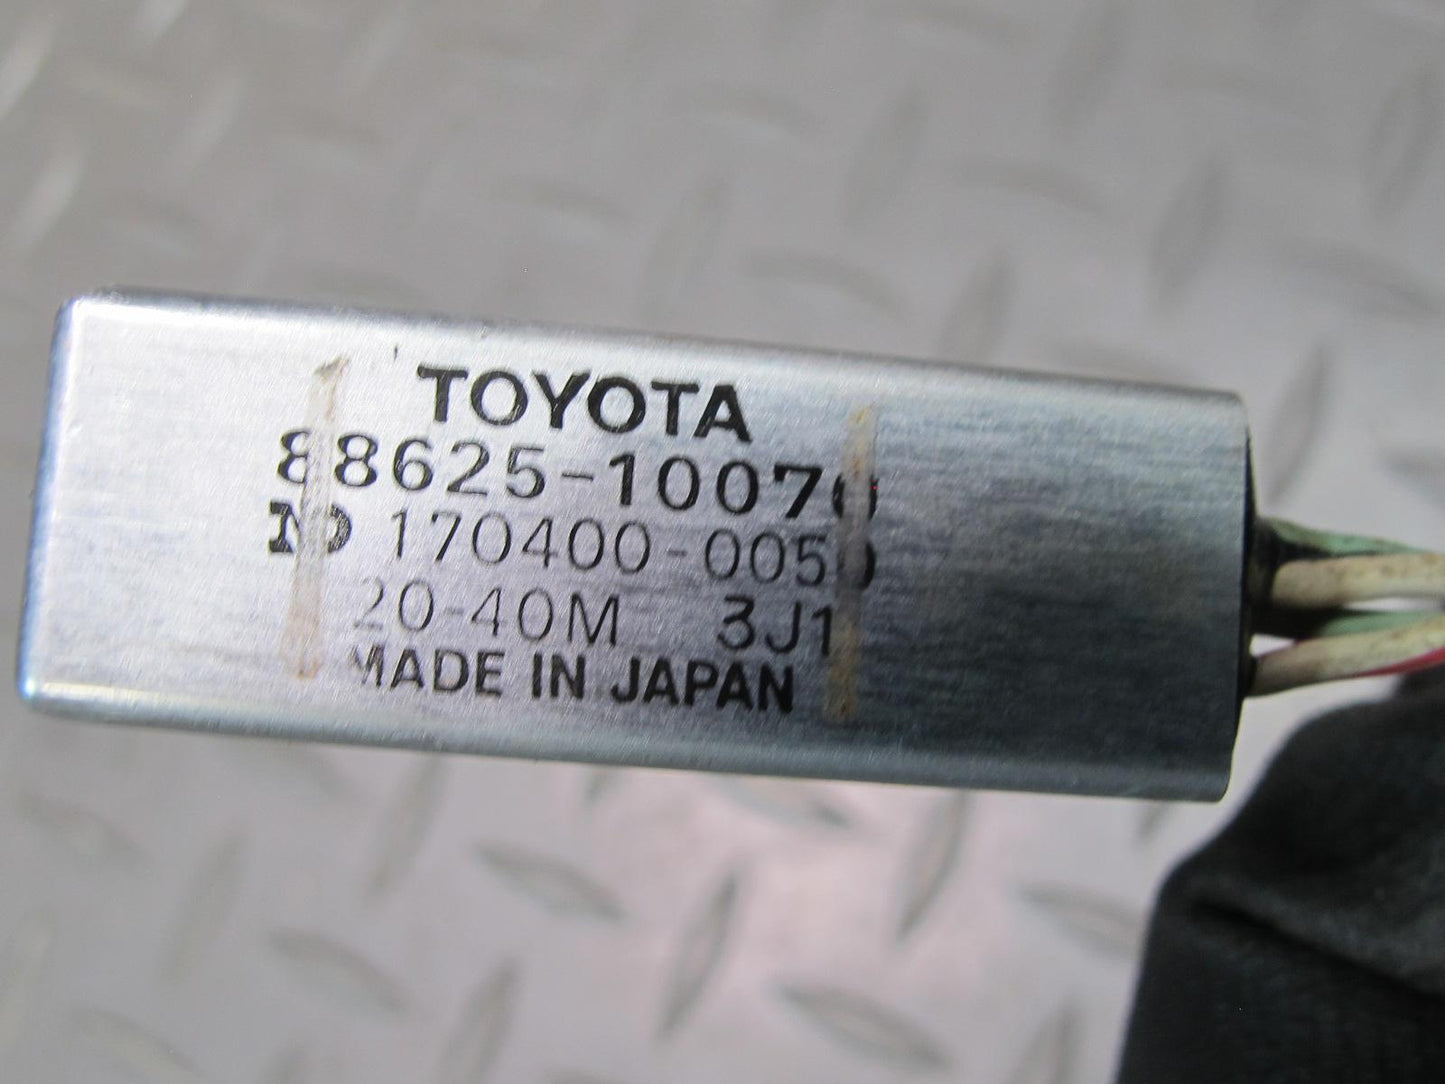 TOYOTA
88625-10070
ND 170400-0050
20-40M 3J1
MADE IN JAPAN